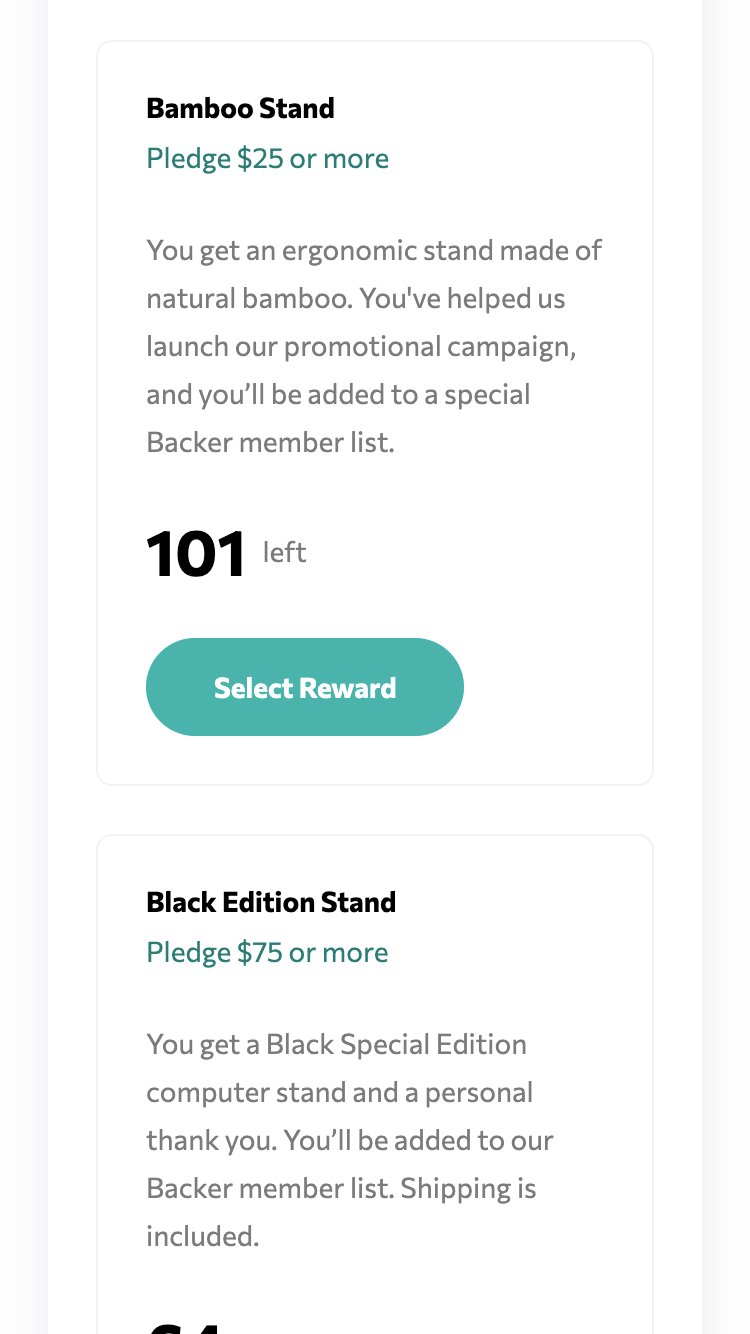 Bamboo Stand
Pledge $25 or more
You get an ergonomic stand made of
natural bamboo. You've helped us
launch our promotional campaign,
and you’ll be added to a special
Backer member list.
101 left
Select Reward
Black Edition Stand
Pledge $75 or more
You get a Black Special Edition
computer stand and a personal
thank you. You’ll be added to our
Backer member list. Shipping is
included.